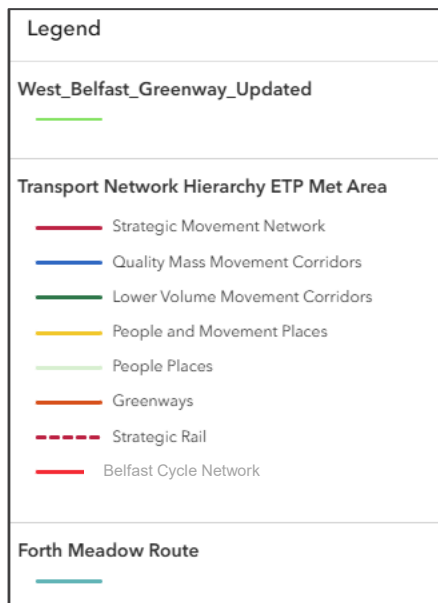 Legend
West_Belfast_Greenway_Updated
Transport Network Hierarchy ETP Met Area
Strategic Movement Network
Quality Mass Movement Corridors
Lower Volume Movement Corridors
People and Movement Places
People Places
Greenways
Strategic Rail
Belfast Cycle Network
Forth Meadow Route